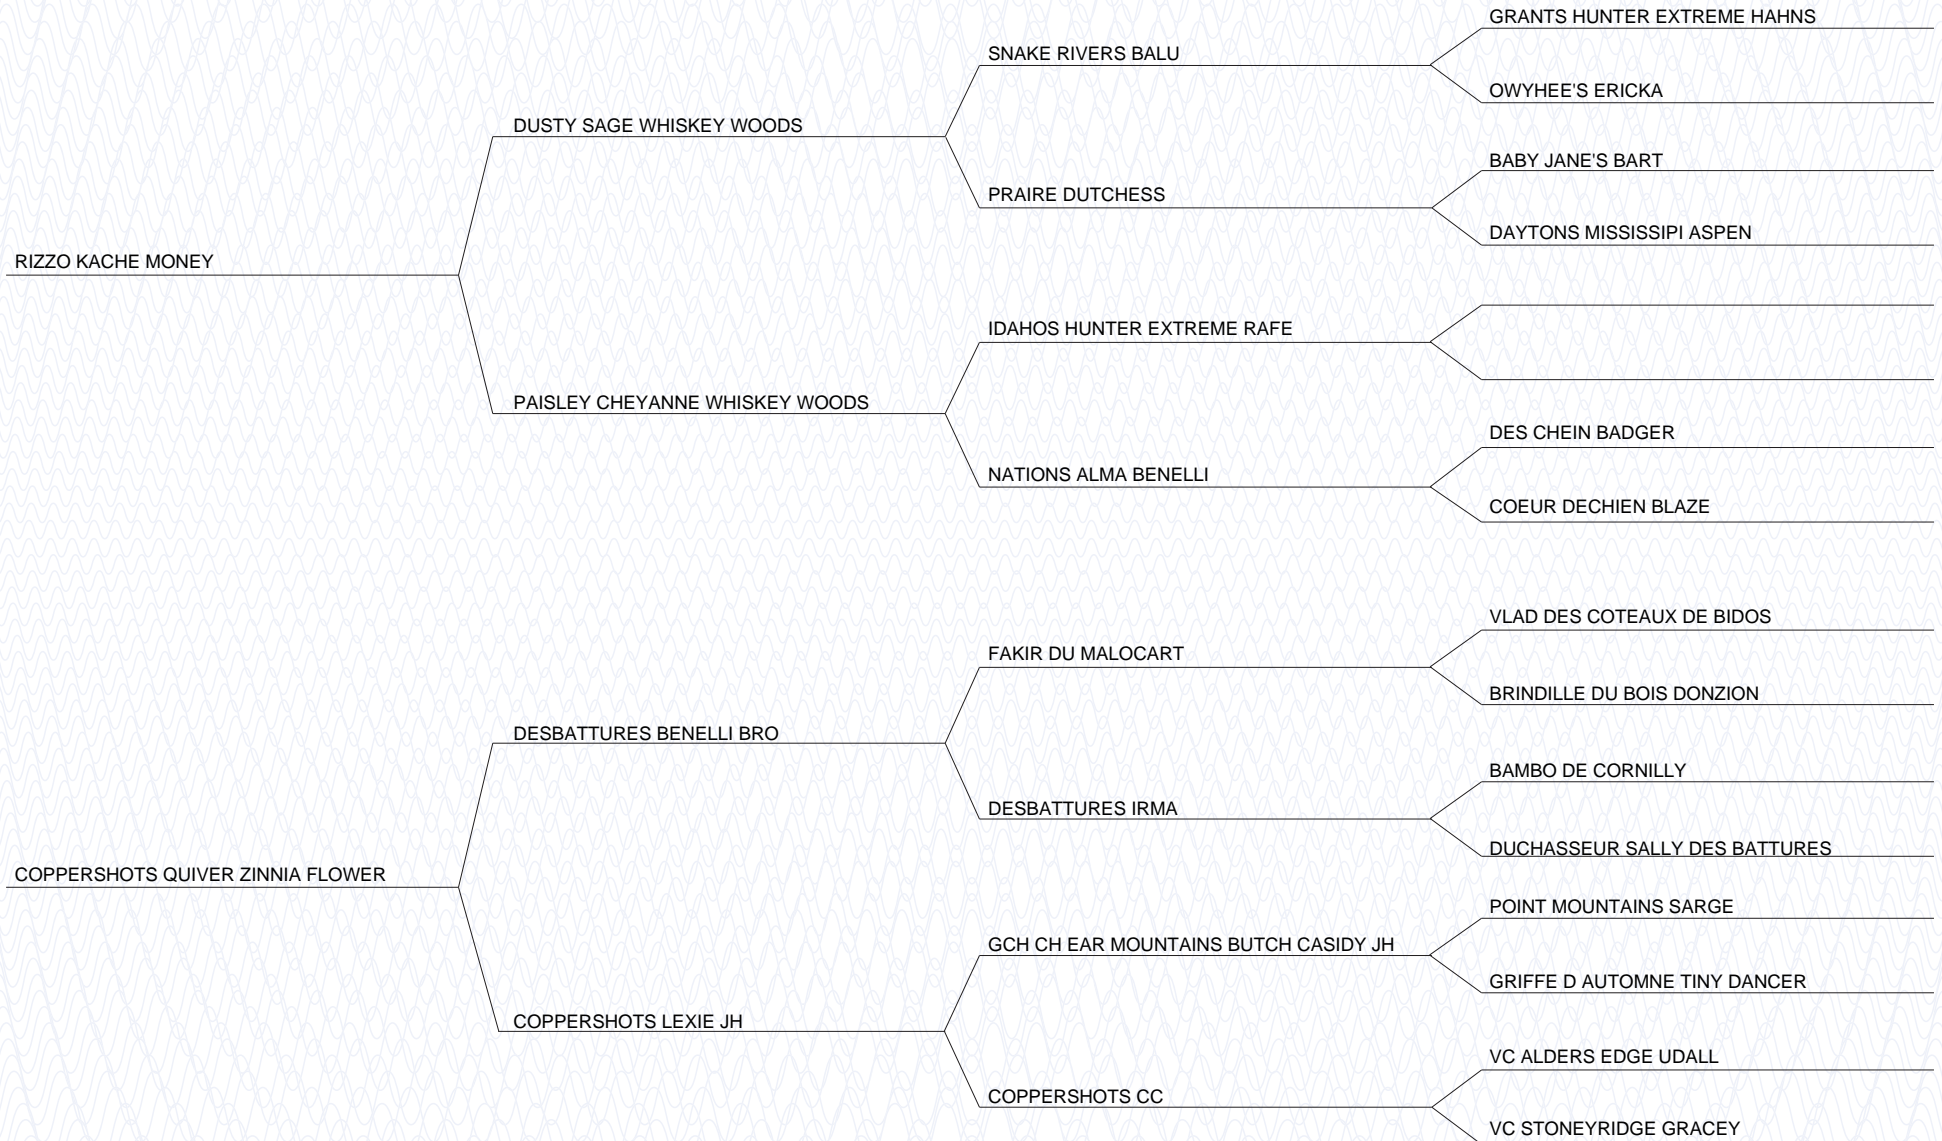 GRANTS HUNTER EXTREME HAHNS
SNAKE RIVERS BALU
OWYHEE'S ERICKA
DUSTY SAGE WHISKEY WOODS
BABY JANE'S BART
PRAIRE DUTCHESS
DAYTONS MISSISSIPI ASPEN
RIZZO KACHE MONEY
IDAHOS HUNTER EXTREME RAFE
PAISLEY CHEYANNE WHISKEY WOODS
DES CHEIN BADGER
NATIONS ALMA BENELLI
COEUR DECHIEN BLAZE
VLAD DES COTEAUX DE BIDOS
FAKIR DU MALOCART
BRINDILLE DU BOIS DONZION
DESBATTURES BENELLI BRO
BAMBO DE CORNILLY
DESBATTURES IRMA
DUCHASSEUR SALLY DES BATTURES
COPPERSHOTS QUIVER ZINNIA FLOWER
POINT MOUNTAINS SARGE
GCH CH EAR MOUNTAINS BUTCH CASIDY JH
GRIFFE D AUTOMNE TINY DANCER
COPPERSHOTS LEXIE JH
VC ALDERS EDGE UDALL
COPPERSHOTS CC
VC STONEYRIDGE GRACEY